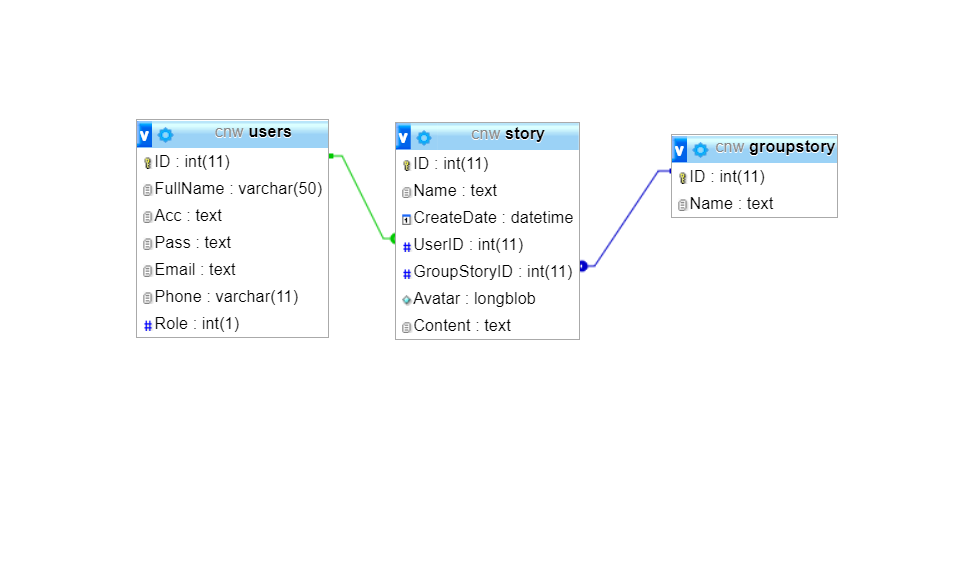 v cnw users
ID : int(11)
FullName : varchar(50)
Acc : text
Pass : text
Email : text
Phone : varchar(11)
# Role : int(1)
v cnw story
ID : int(11)
Name : text
1 CreateDate : datetime
# UserID : int(11)
# GroupStoryID : int(11)
Avatar : longblob
Content : text
v cnw groupstory
ID : int(11)
Name : text